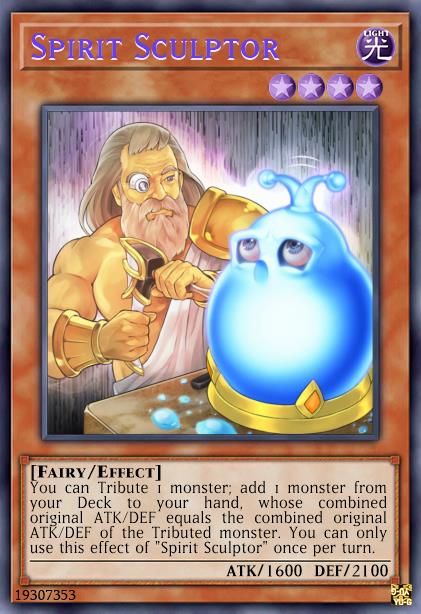 Spirit Sculptor
LIGHT
光
[Fairy/Effect]
You can Tribute 1 monster; add 1 monster from
your Deck to your hand, whose combined
original ATK/DEF equals the combined original
ATK/DEF of the Tributed monster. You can only
use this effect of "Spirit Sculptor" once per turn.
ATK/1600 DEF/2100
19307353